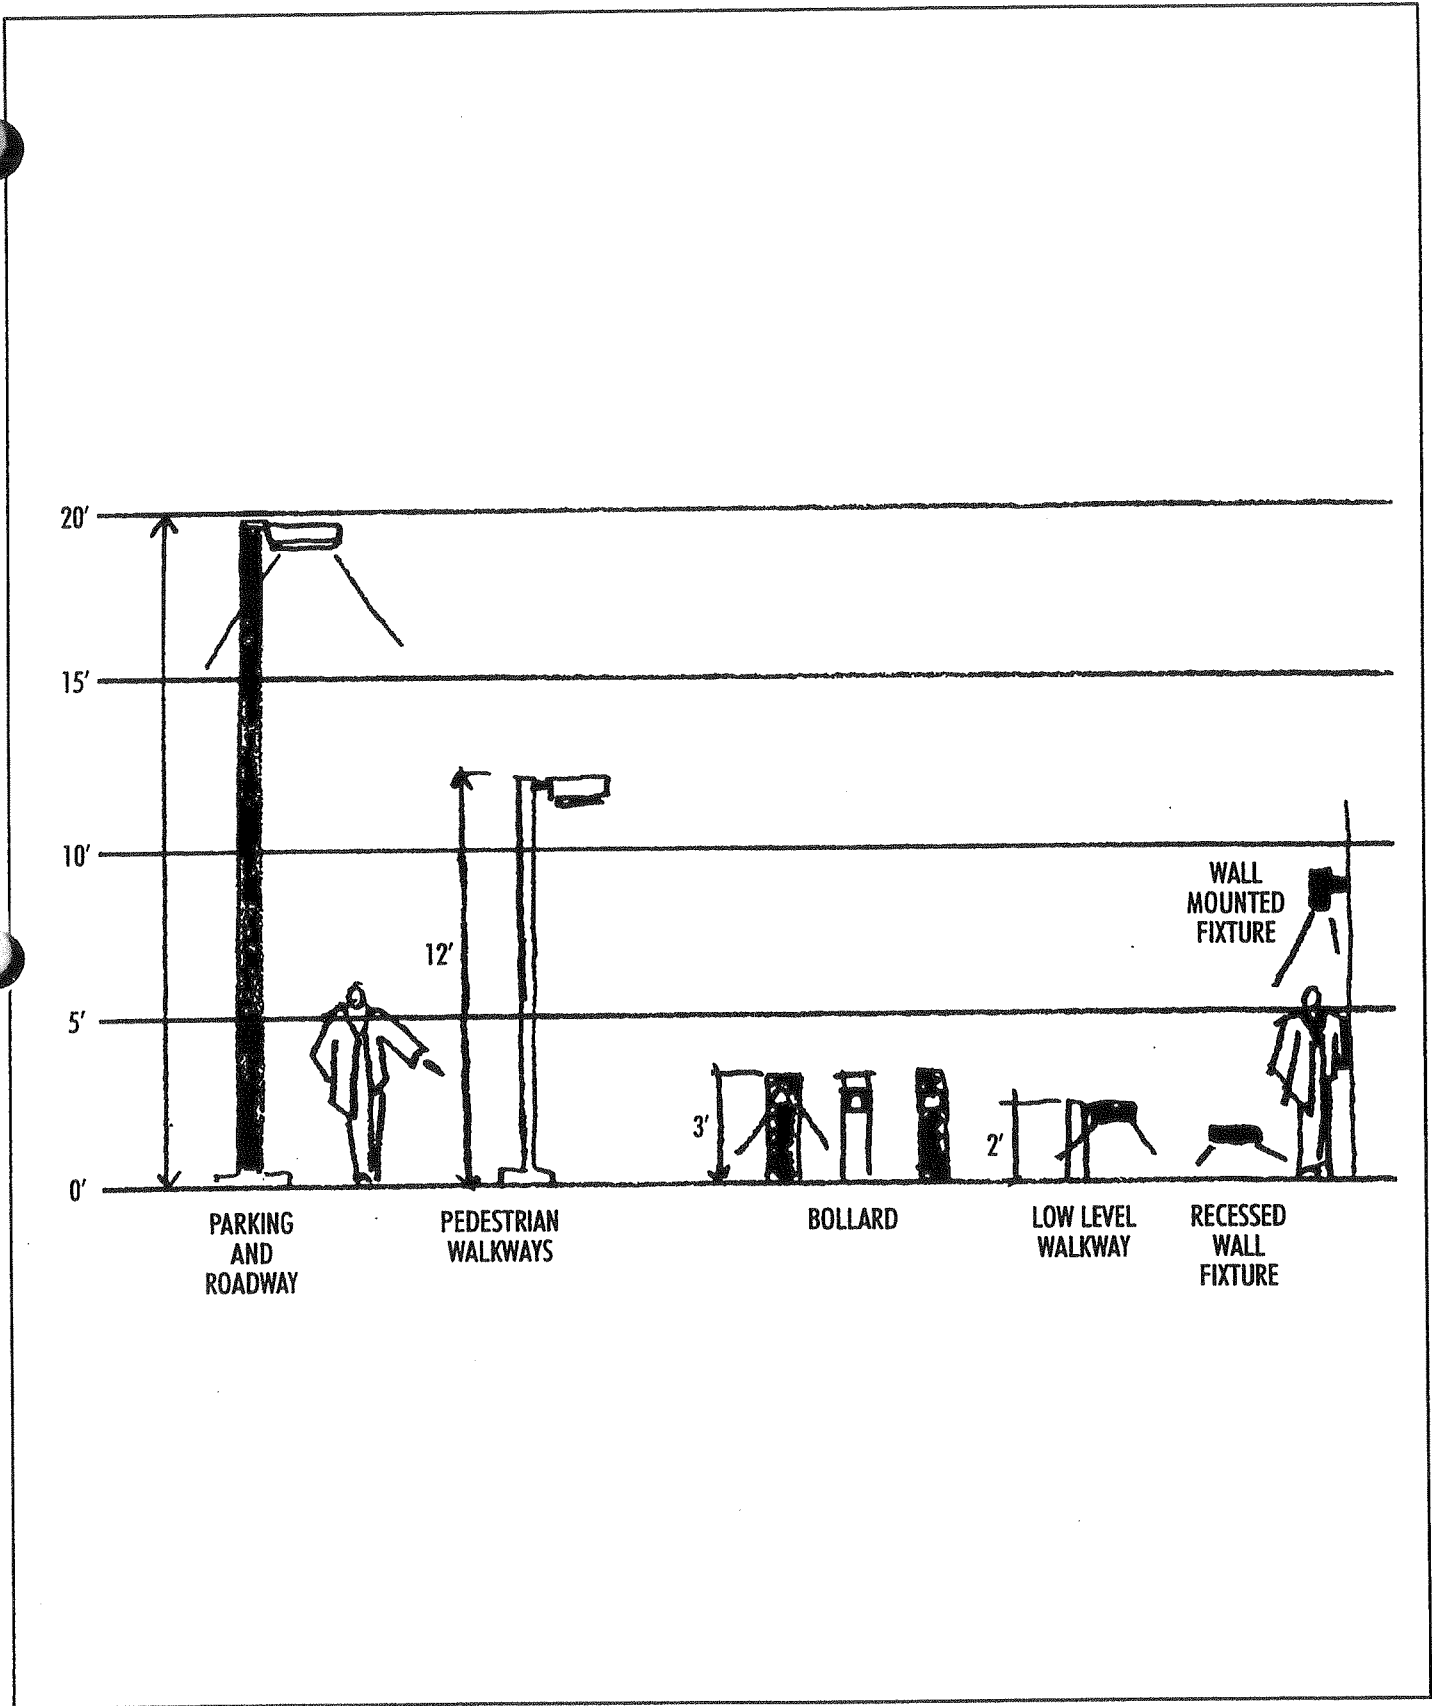 20'
15'
10'
5'
0'
12'
3'
2'
WALL
MOUNTED
FIXTURE
PARKING
AND
ROADWAY
PEDESTRIAN
WALKWAYS
BOLLARD
LOW LEVEL
WALKWAY
RECESSED
WALL
FIXTURE